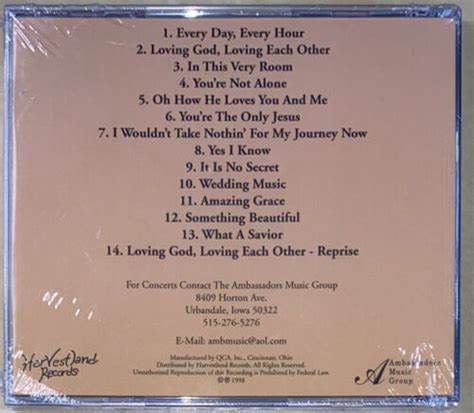 1. Every Day, Every Hour
2. Loving God, Loving Each Other
3. In This Very Room
4. You're Not Alone
5. Oh How He Loves You And Me
6. You're The Only Jesus
7. I Wouldn't Take Nothin' For My Journey Now
8. Yes I Know
9. It Is No Secret
10. Wedding Music
11. Amazing Grace
12. Something Beautiful
13. What A Savior
14. Loving God, Loving Each Other - Reprise
For Concerts Contact The Ambassadors Music Group
8409 Horton Ave.
Urbandale, Iowa 50322
515-276-5276
E-Mail: ambmusic@aol.com
Manufactured by QCA, Inc., Cincinnati, Ohio
Distributed by Harvestland Records, All Rights Reserved.
Unauthorized Reproduction of this Recording is Prohibited by Federal Law
©℗ 1998
Harvestland
Records
A
Ambassadors
Music
Group